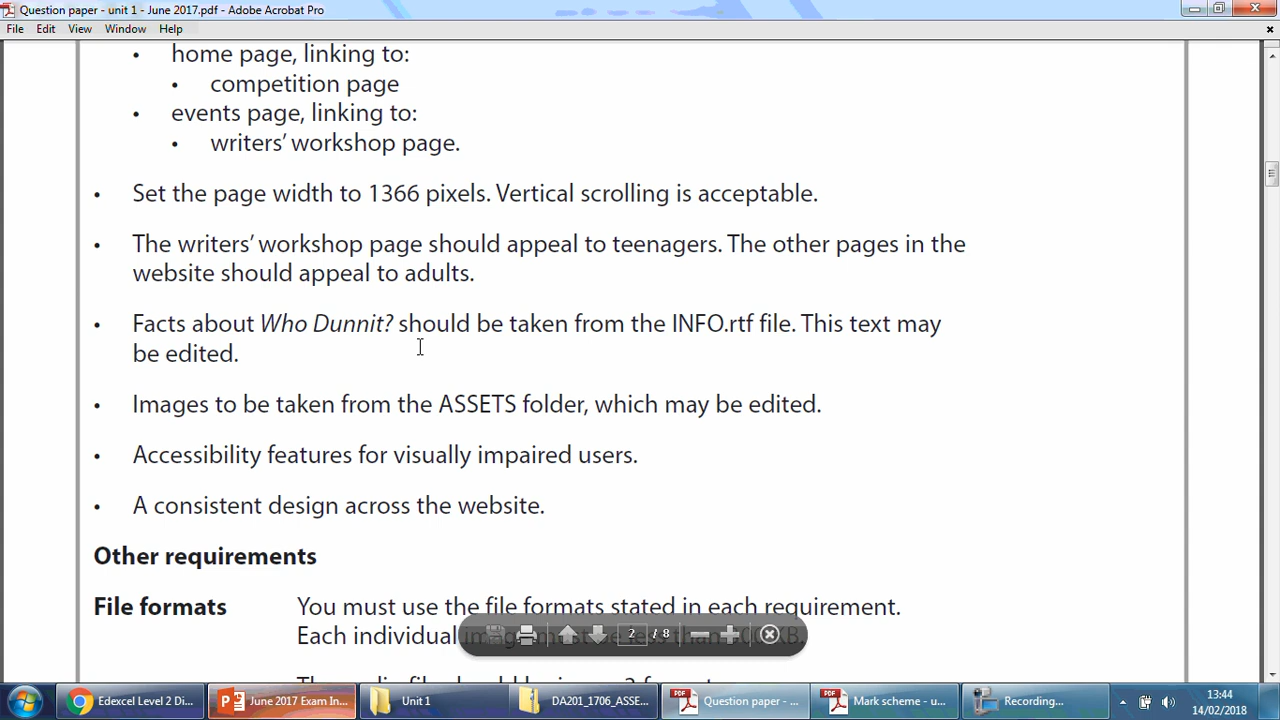 Question paper - unit 1 - June 2017.pdf - Adobe Acrobat Pro
File Edit View Window Help
• home page, linking to:
• competition page
• events page, linking to:
• writers' workshop page.
• Set the page width to 1366 pixels. Vertical scrolling is acceptable.
• The writers' workshop page should appeal to teenagers. The other pages in the
website should appeal to adults.
• Facts about Who Dunnit? should be taken from the INFO.rtf file. This text may
be edited.
• Images to be taken from the ASSETS folder, which may be edited.
• Accessibility features for visually impaired users.
• A consistent design across the website.
Other requirements
File formats You must use the file formats stated in each requirement.
Each individual image must be less than
2 / 8
Edexcel Level 2 Di... June 2017 Exam In... Unit 1 DA201_1706_ASSE... Question paper - ... Mark scheme - u... Recording... 13:44
14/02/2018